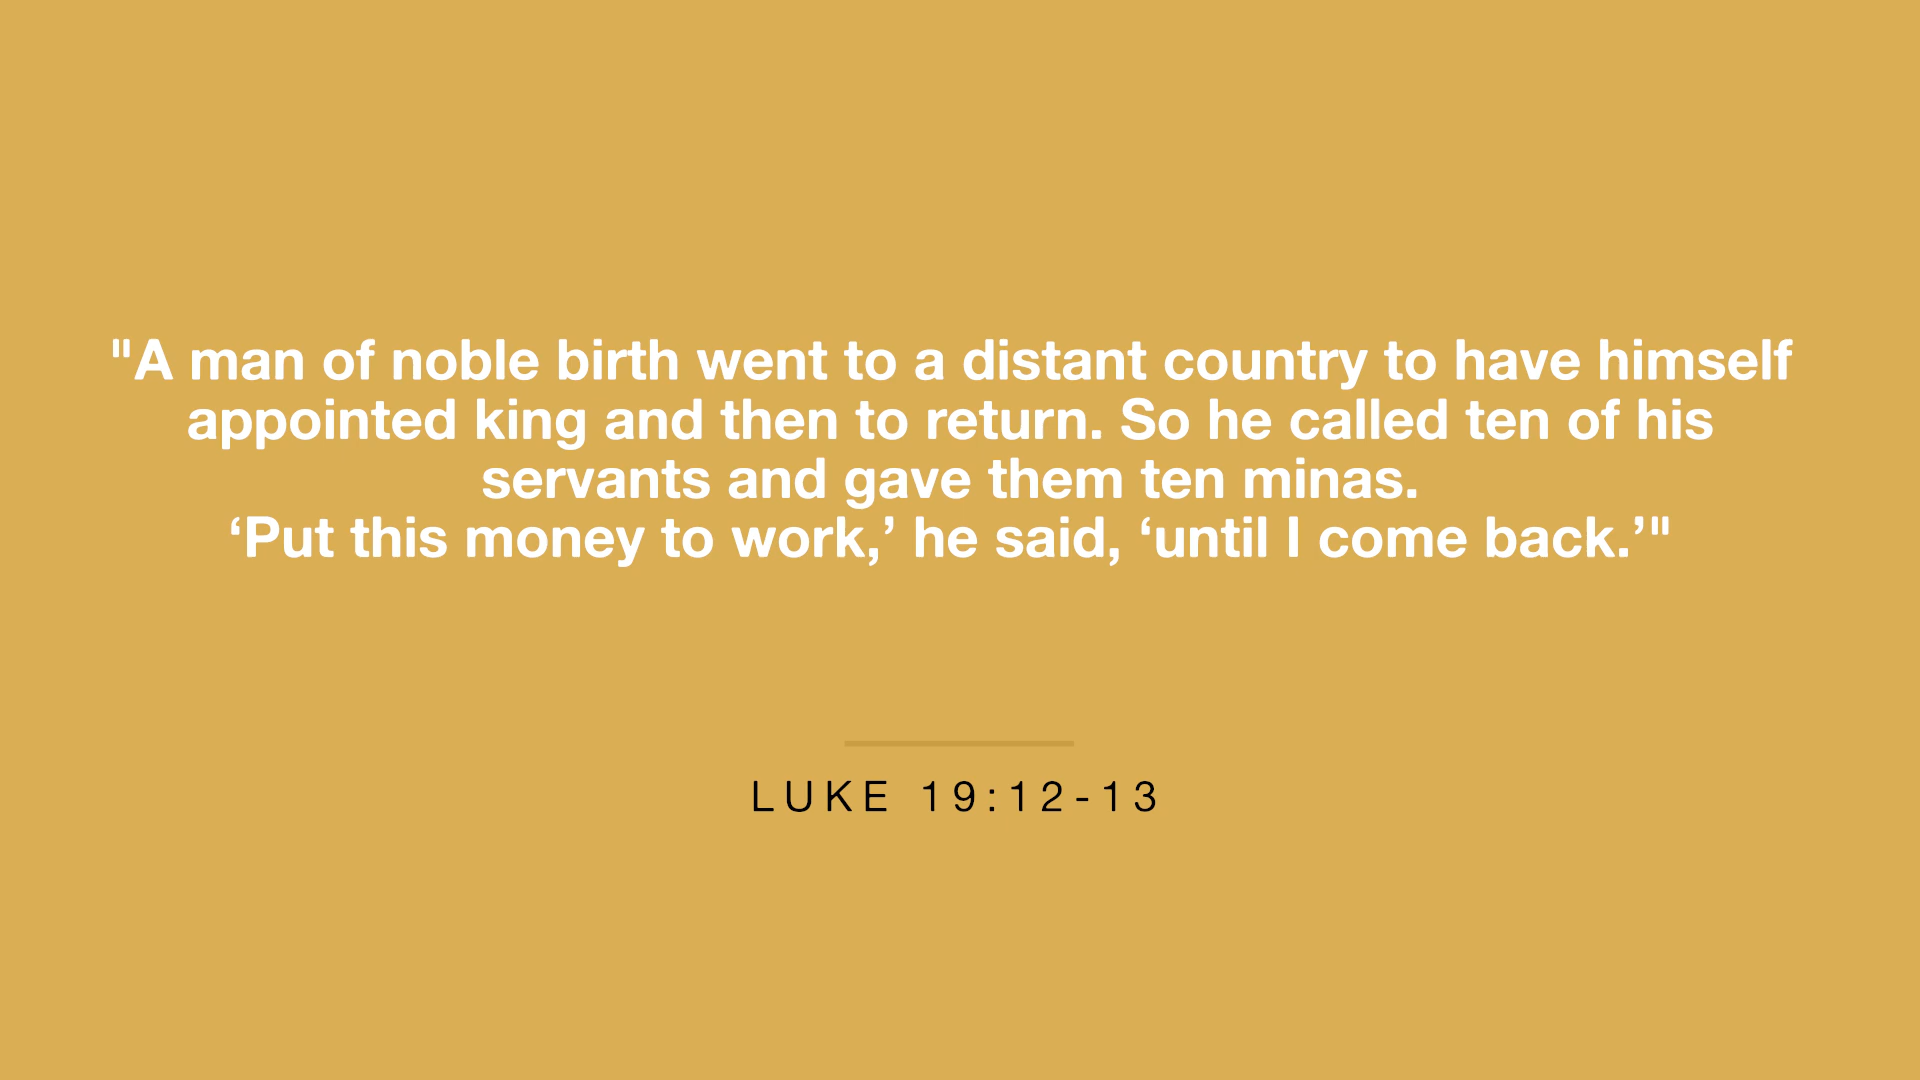 "A man of noble birth went to a distant country to have himself
appointed king and then to return. So he called ten of his
servants and gave them ten minas.
‘Put this money to work,’ he said, ‘until I come back.’"
LUKE 19:12-13